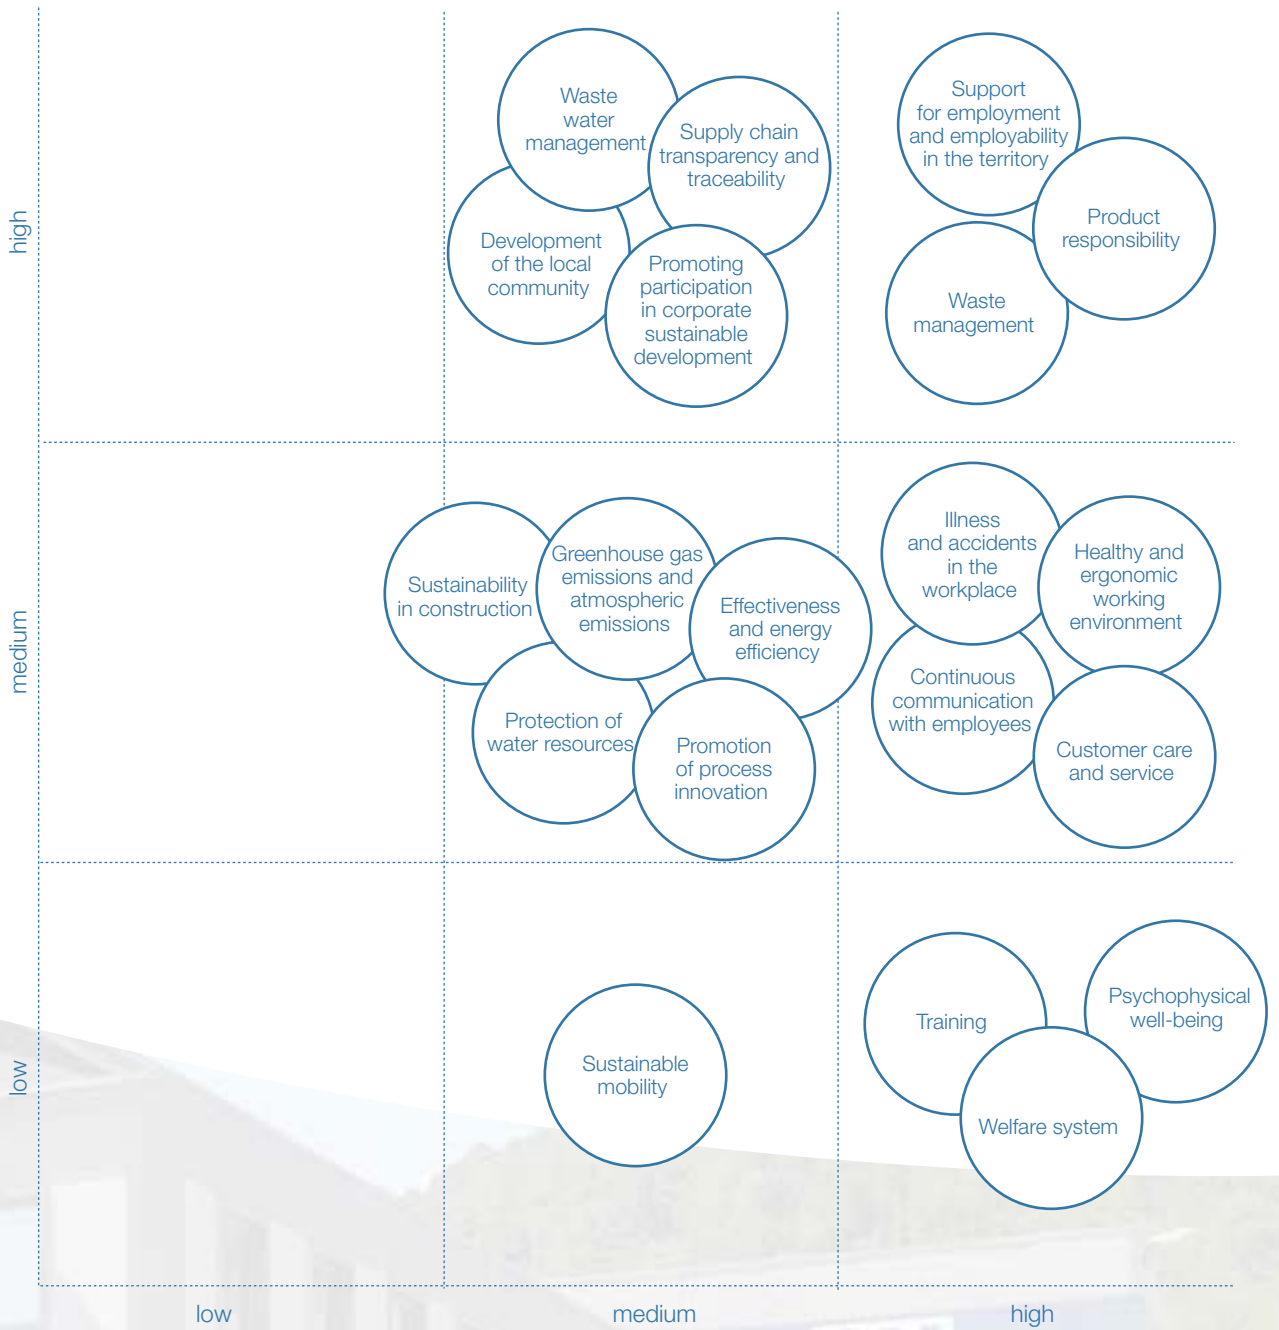 high
Waste
water
management
Supply chain
transparency and
traceability
Development
of the local
community
Promoting
participation
in corporate
sustainable
development
Support
for employment
and employability
in the territory
Product
responsibility
Waste
management
medium
Sustainability
in construction
Greenhouse gas
emissions and
atmospheric
emissions
Effectiveness
and energy
efficiency
Protection of
water resources
Promotion
of process
innovation
Illness
and accidents
in the
workplace
Healthy and
ergonomic
working
environment
Continuous
communication
with employees
Customer care
and service
low
Sustainable
mobility
Training
Psychophysical
well-being
Welfare system
low
medium
high